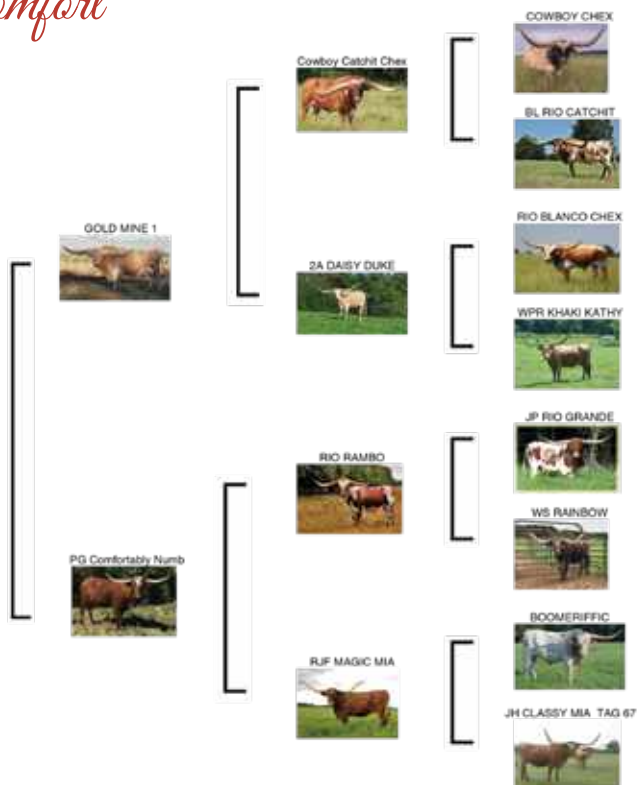 omfort
COWBOY CHEX
Cowboy Catchit Chex
BL RIO CATCHIT
RIO BLANCO CHEX
GOLD MINE 1
2A DAISY DUKE
WPR KHAKI KATHY
JP RIO GRANDE
RIO RAMBO
WS RAINBOW
PG Comfortably Numb
BOOMERIFFIC
RJF MAGIC MIA
JH CLASSY MIA TAG 67